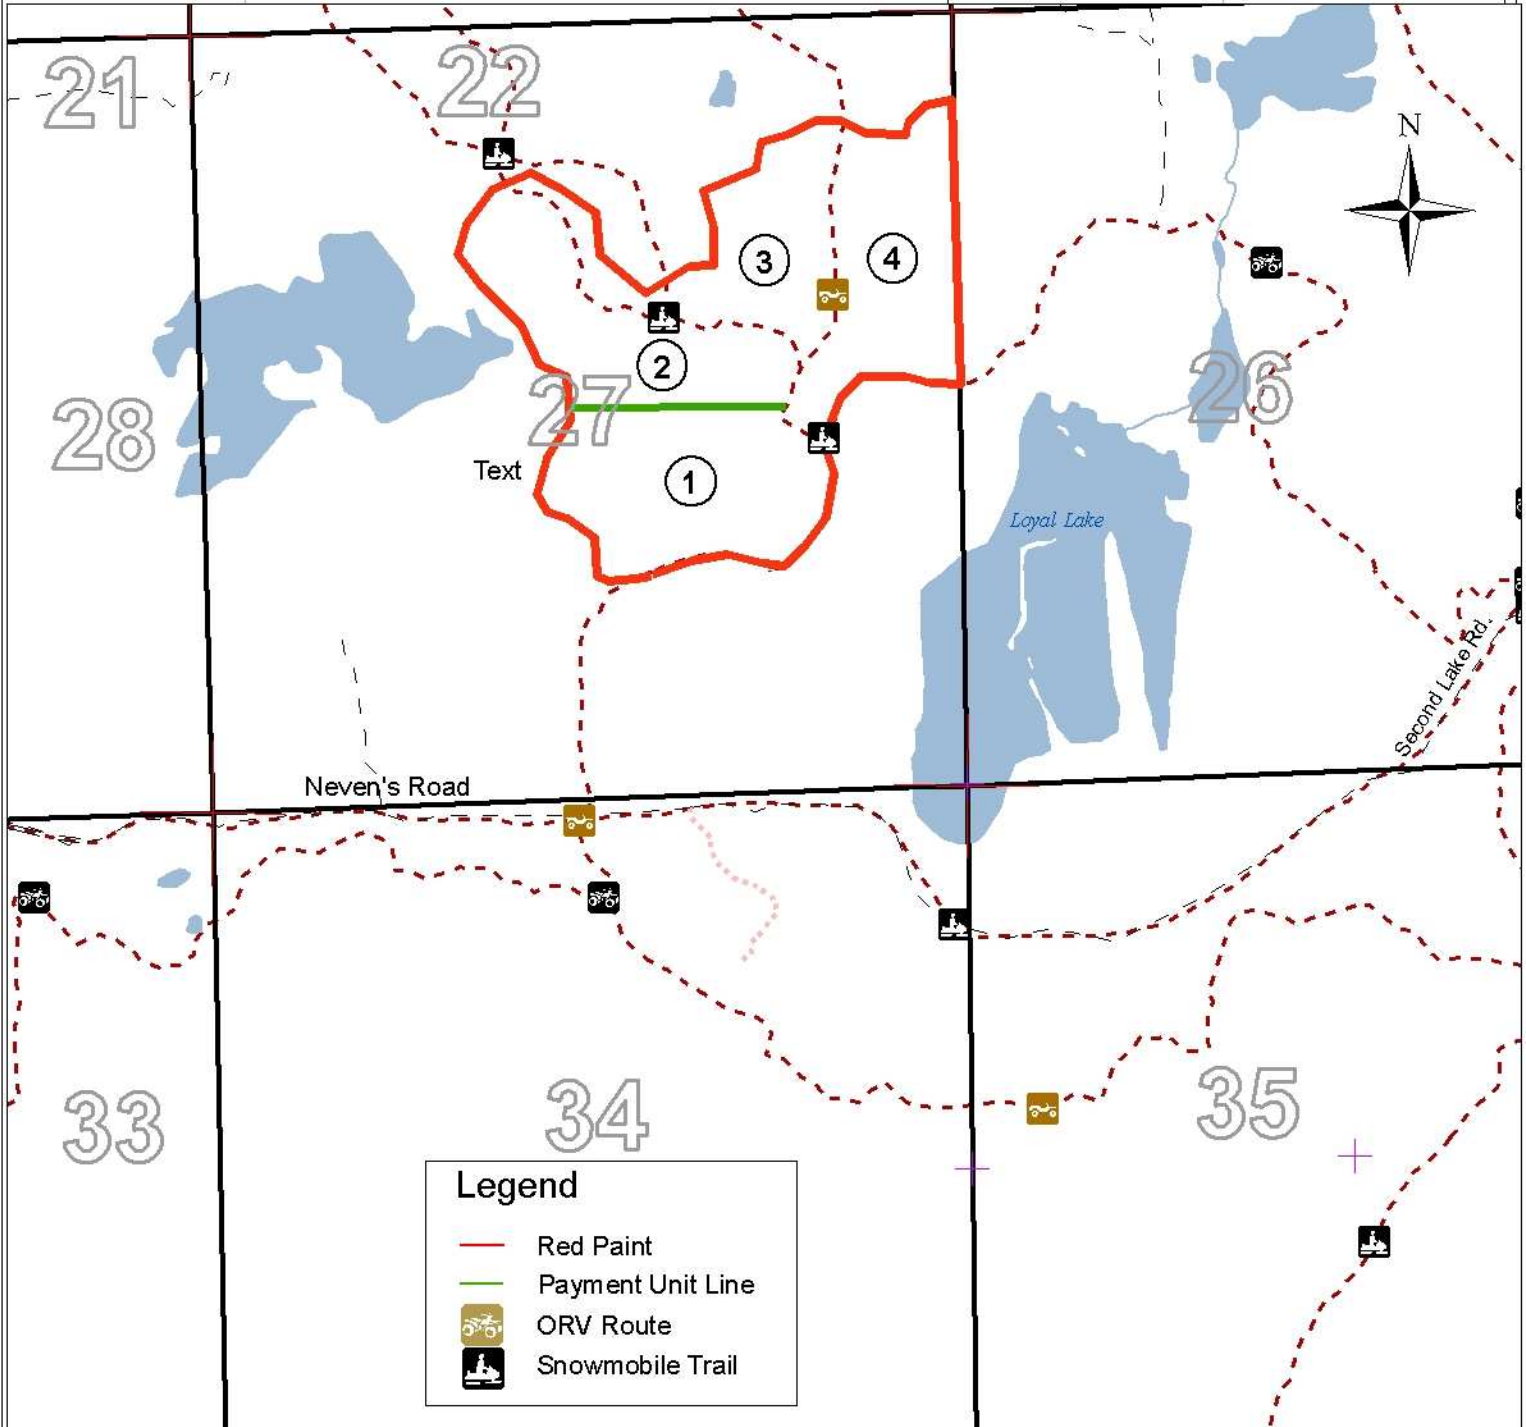 21
22
N
3
4
2
26
27
28
Text
1
Loyal Lake
Second Lake Rd.
Neven's Road
33
34
35
Legend
Red Paint
Payment Unit Line
ORV Route
Snowmobile Trail